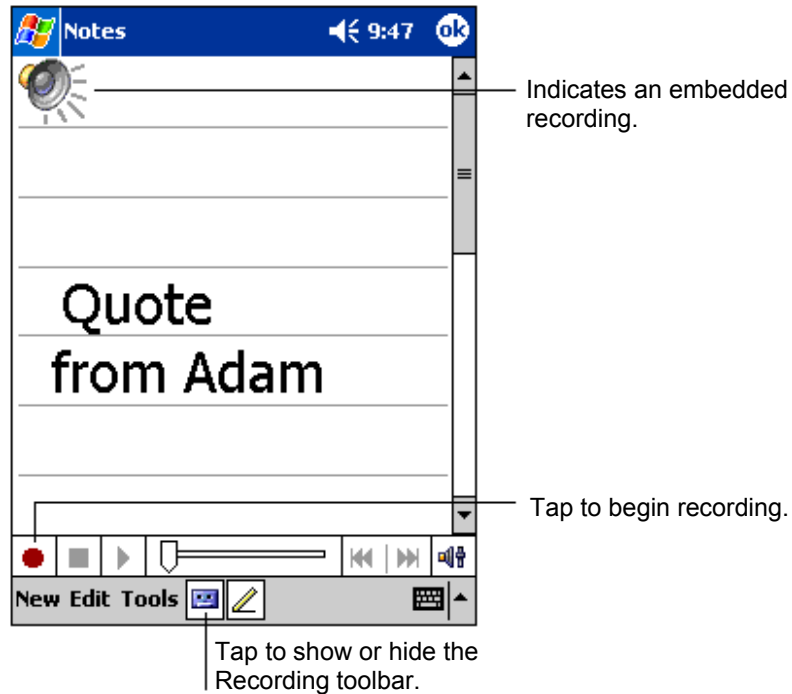 Notes 9:47 ok
Indicates an embedded
recording.
Quote
from Adam
Tap to begin recording.
New Edit Tools
Tap to show or hide the
Recording toolbar.